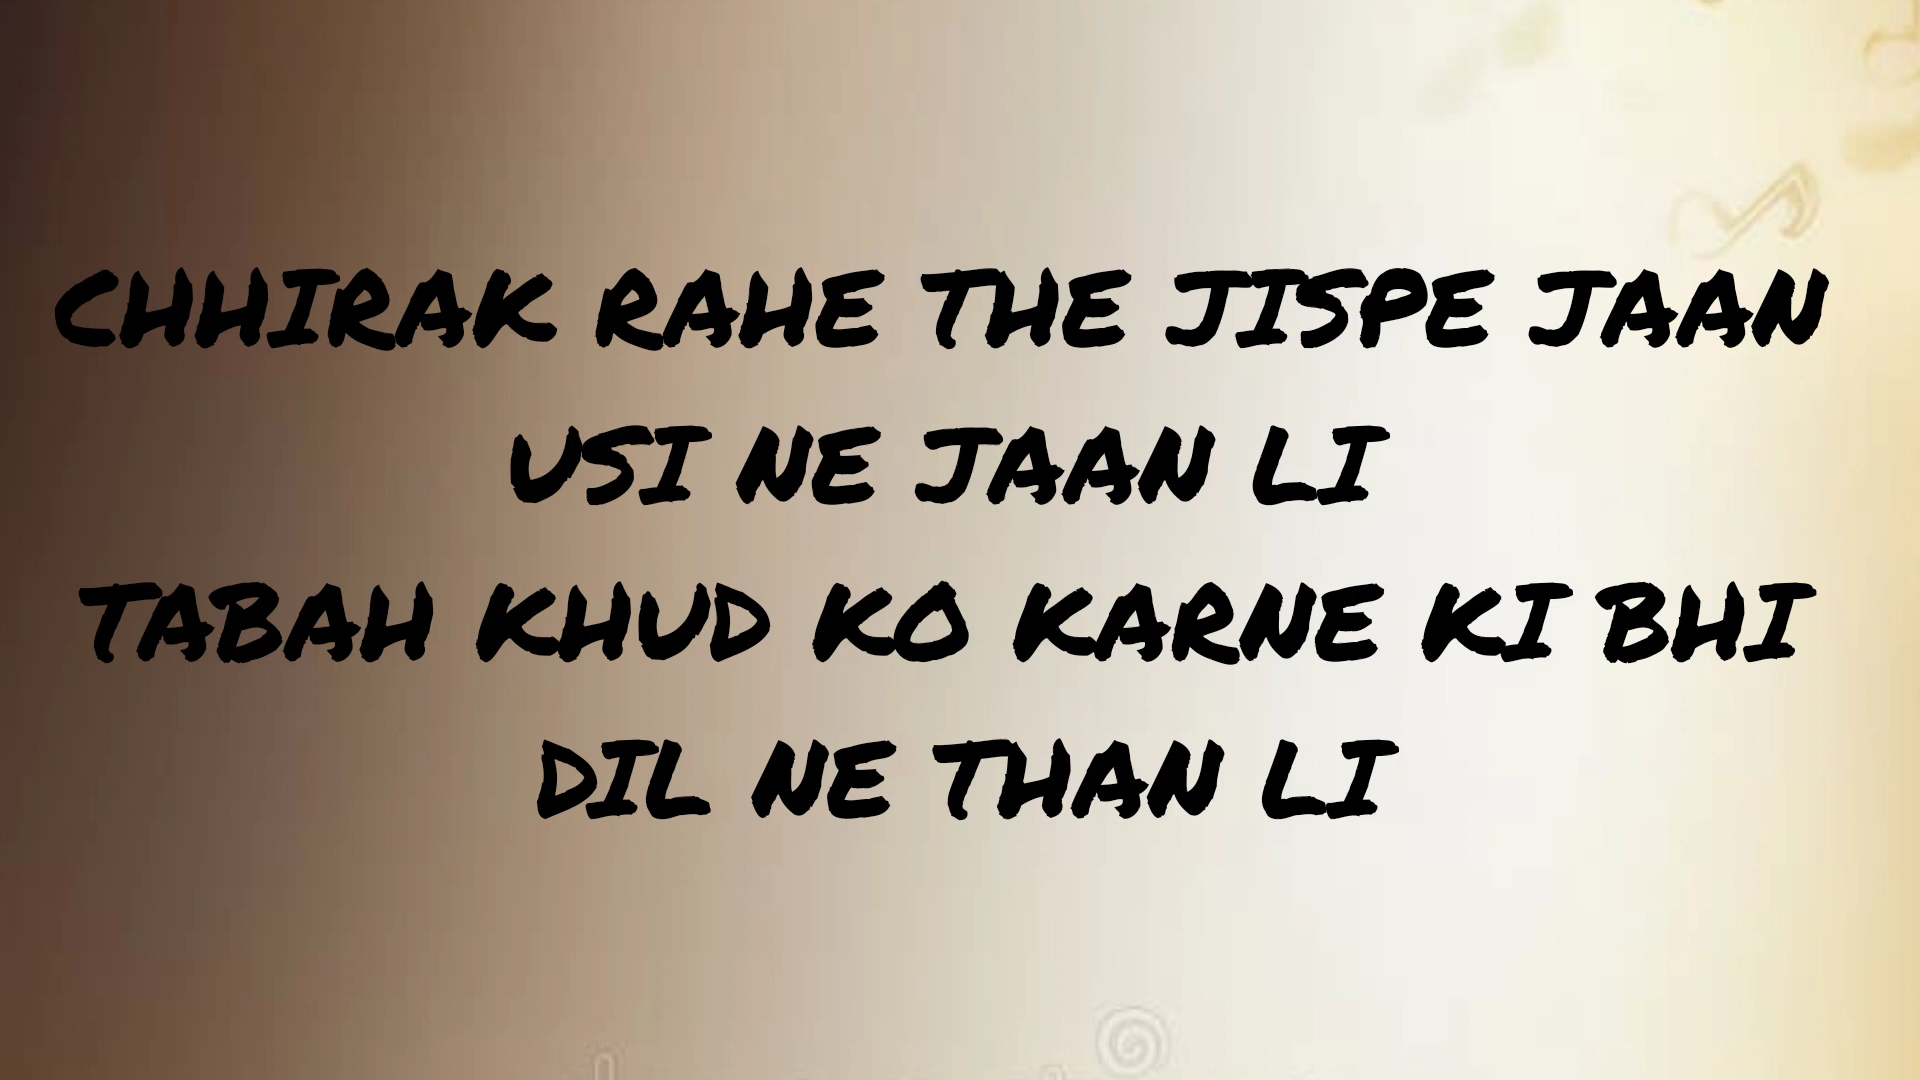 CHHIRAK RAHE THE JISPE JAAN
USI NE JAAN LI
TABAH KHUD KO KARNE KI BHI
DIL NE THAN LI